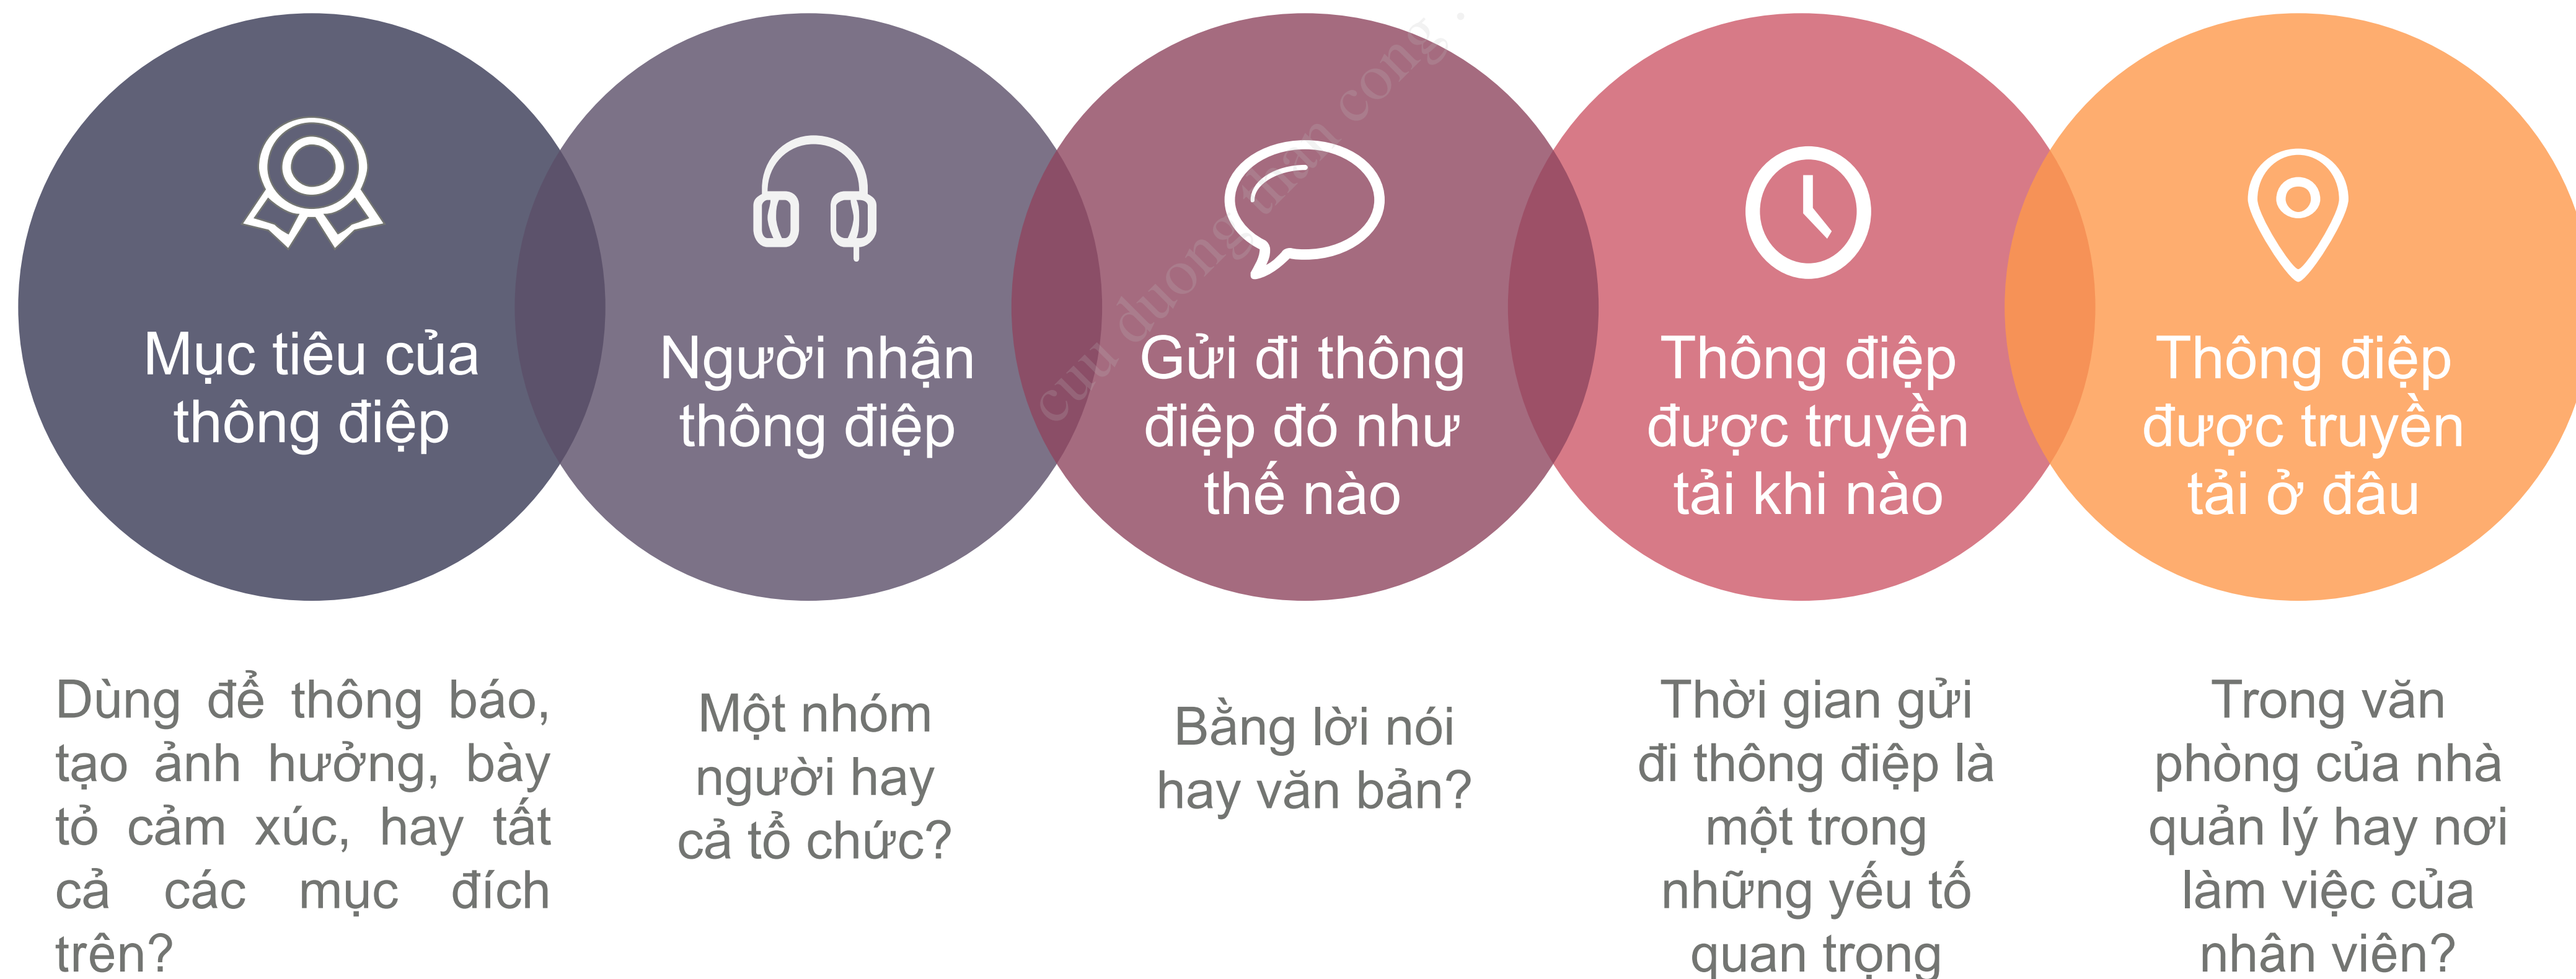 Mục tiêu của
thông điệp
Người nhận
thông điệp
Gửi đi thông
điệp đó như
thế nào
Thông điệp
được truyền
tải khi nào
Thông điệp
được truyền
tải ở đâu
Dùng để thông báo,
tạo ảnh hưởng, bày
tỏ cảm xúc, hay tất
cả các mục đích
trên?
Một nhóm
người hay
cả tổ chức?
Bằng lời nói
hay văn bản?
Thời gian gửi
đi thông điệp là
một trong
những yếu tố
quan trọng
Trong văn
phòng của nhà
quản lý hay nơi
làm việc của
nhân viên?
cuu duong than cong .